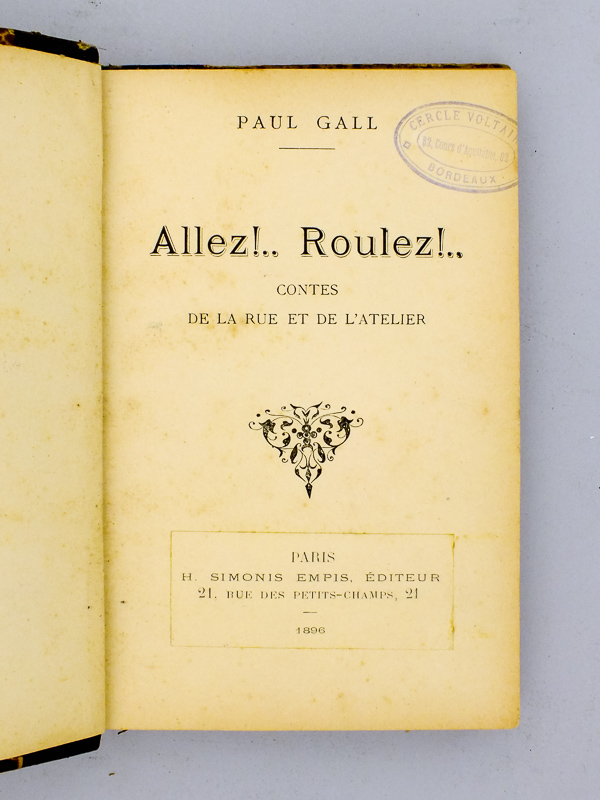 PAUL GALL
CERCLE VOLTAI
BORDEAUX
Allez!.. Roulez!..
CONTES
DE LA RUE ET DE L'ATELIER
PARIS
H. SIMONIS EMPIS, ÉDITEUR
21, RUE DES PETITS-CHAMPS, 21
1896